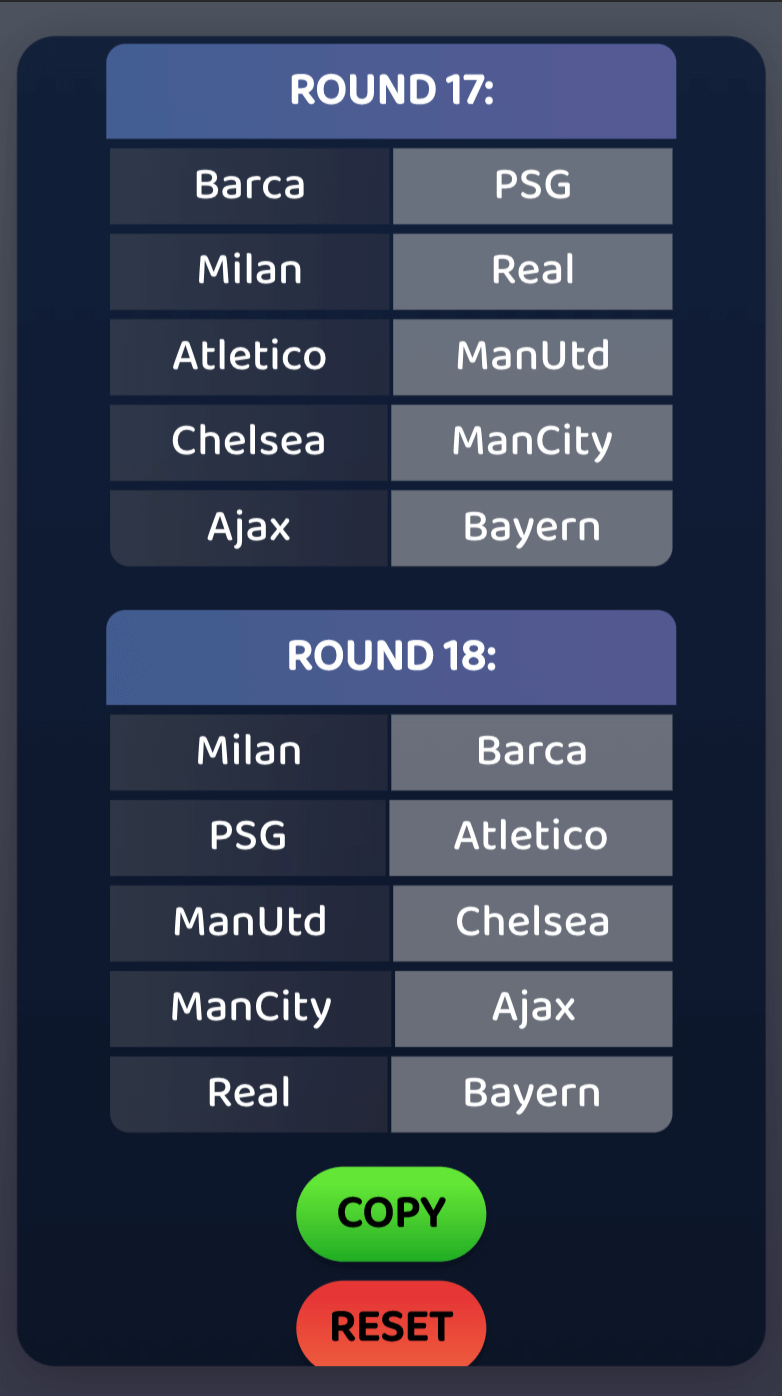 ROUND 17:
Barca PSG
Milan Real
Atletico ManUtd
Chelsea ManCity
Ajax Bayern
ROUND 18:
Milan Barca
PSG Atletico
ManUtd Chelsea
ManCity Ajax
Real Bayern
COPY
RESET